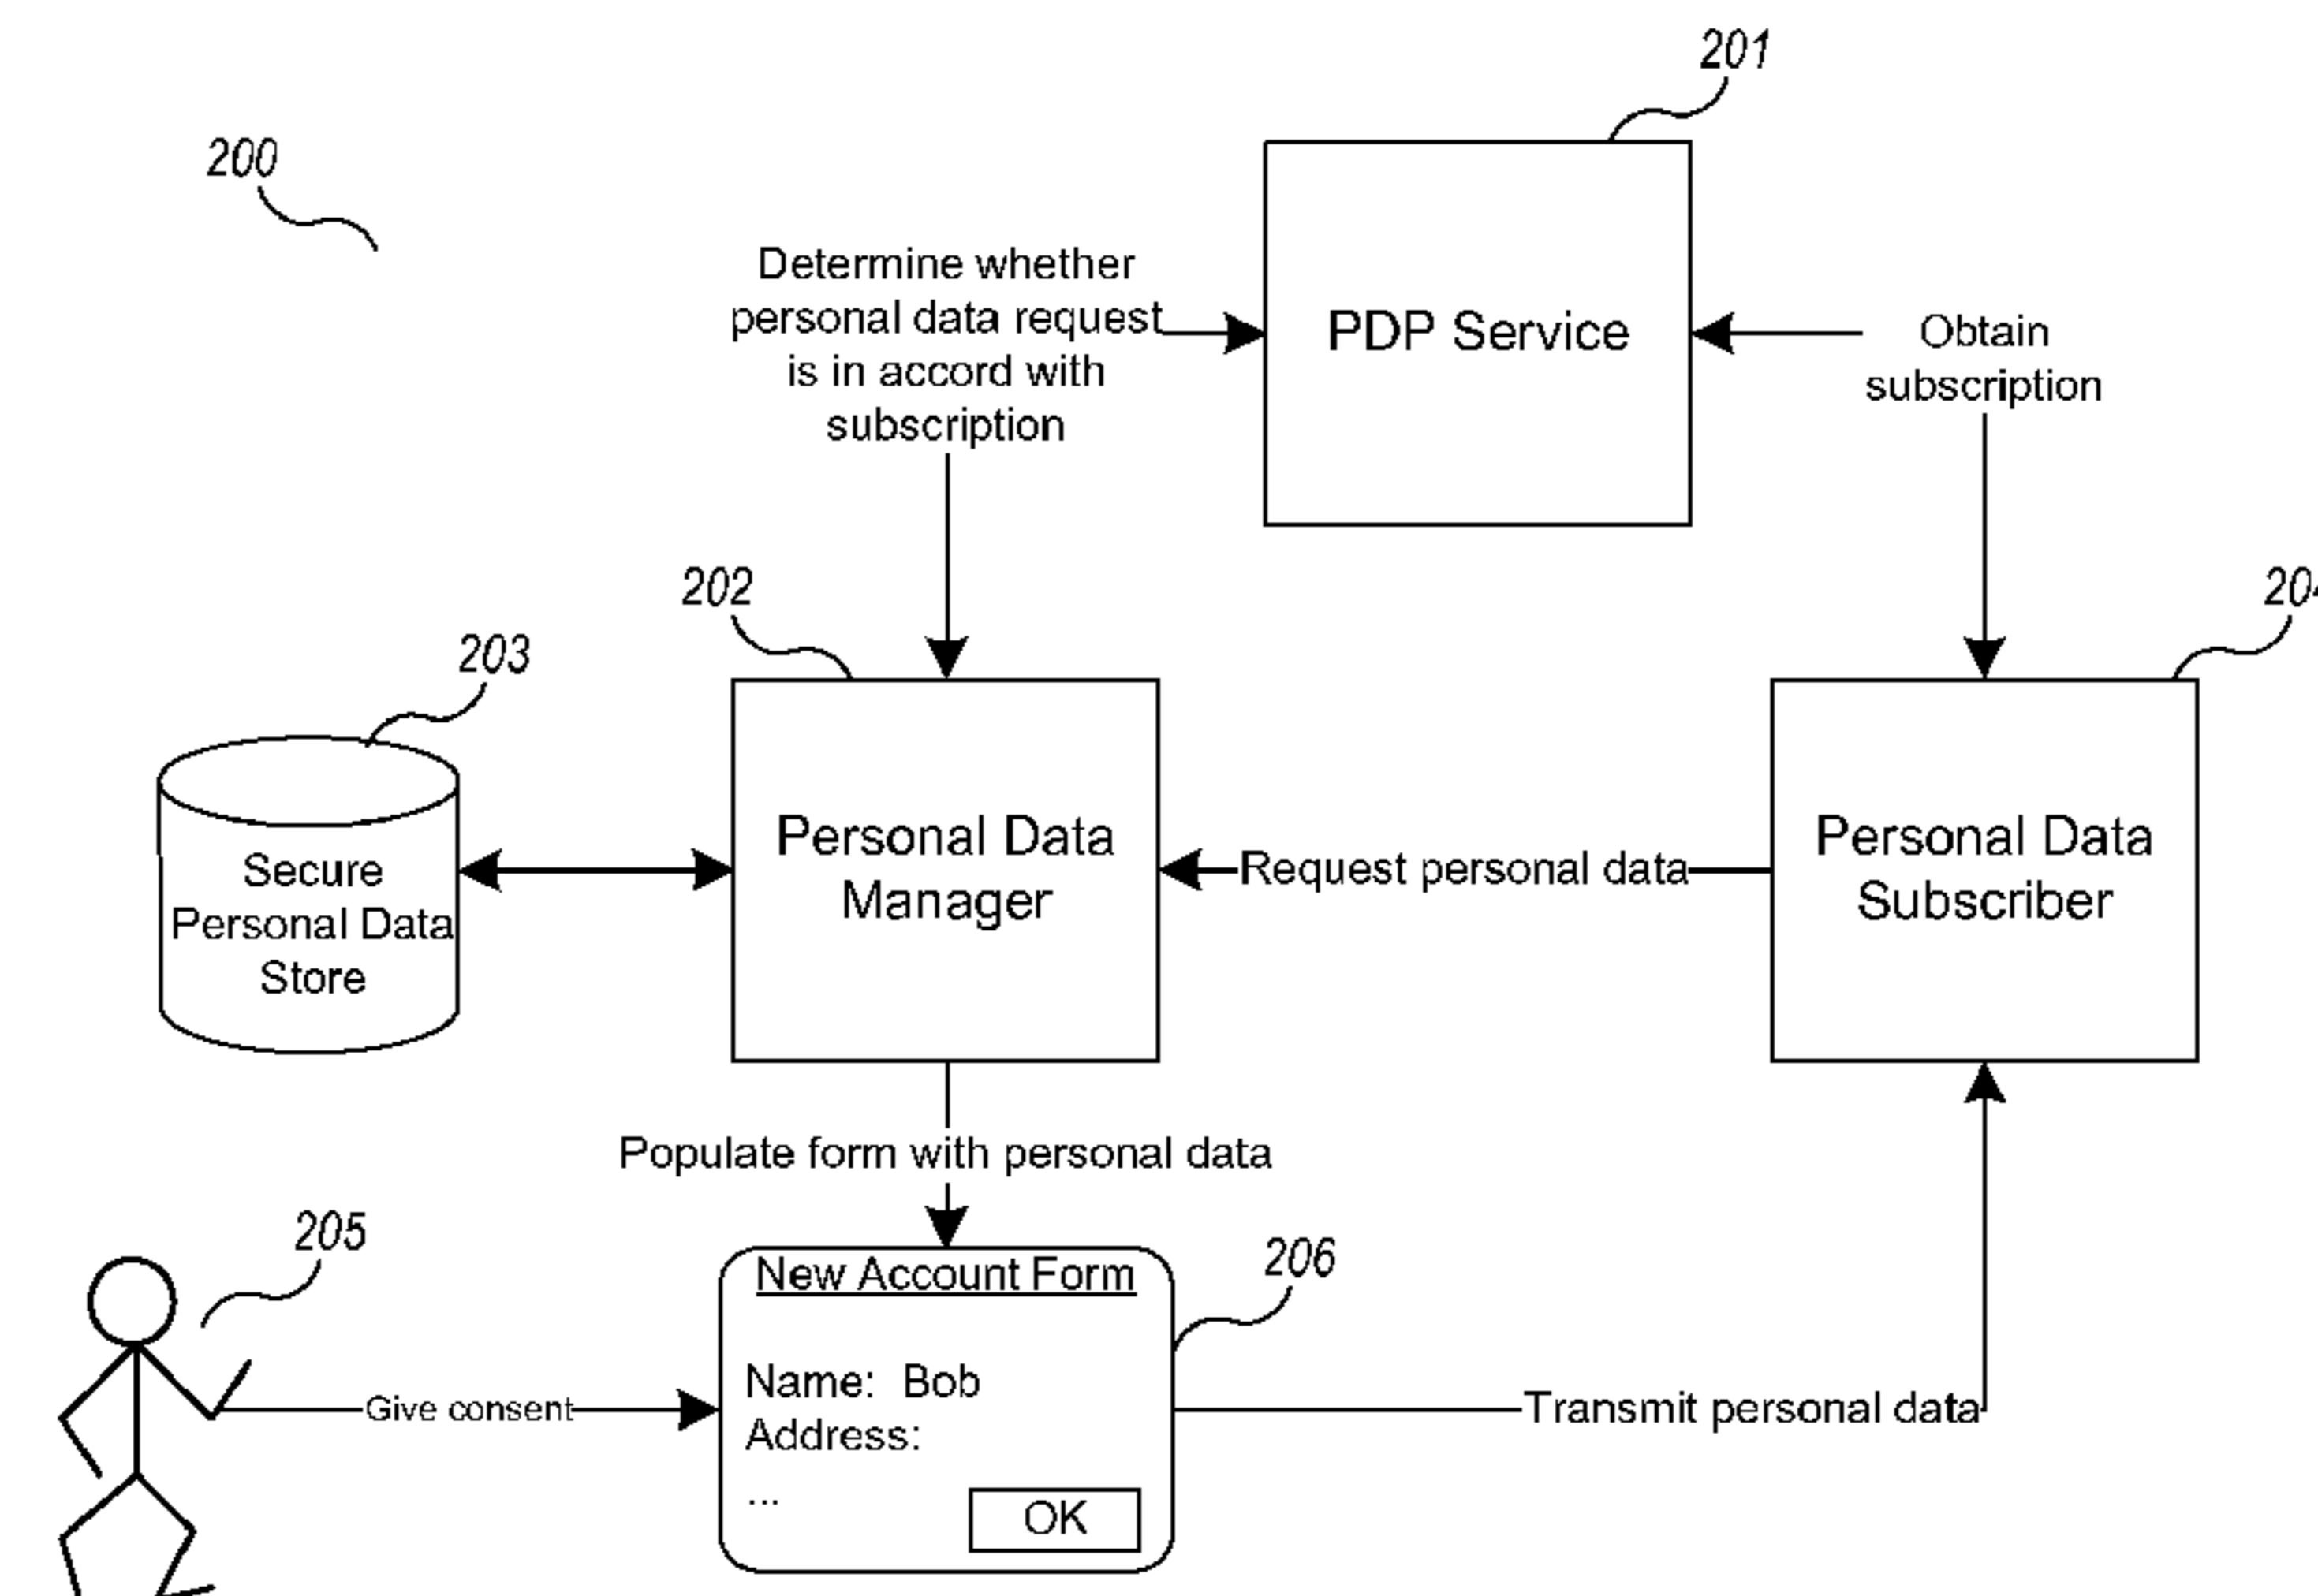 201
200
Determine whether
personal data request
is in accord with
subscription
PDP Service
Obtain
subscription
202
203
Personal Data
Manager
Request personal data
Personal Data
Subscriber
Secure
Personal Data
Store
Populate form with personal data
205
206
New Account Form
Name: Bob
Address:
...
OK
Give consent
Transmit personal data